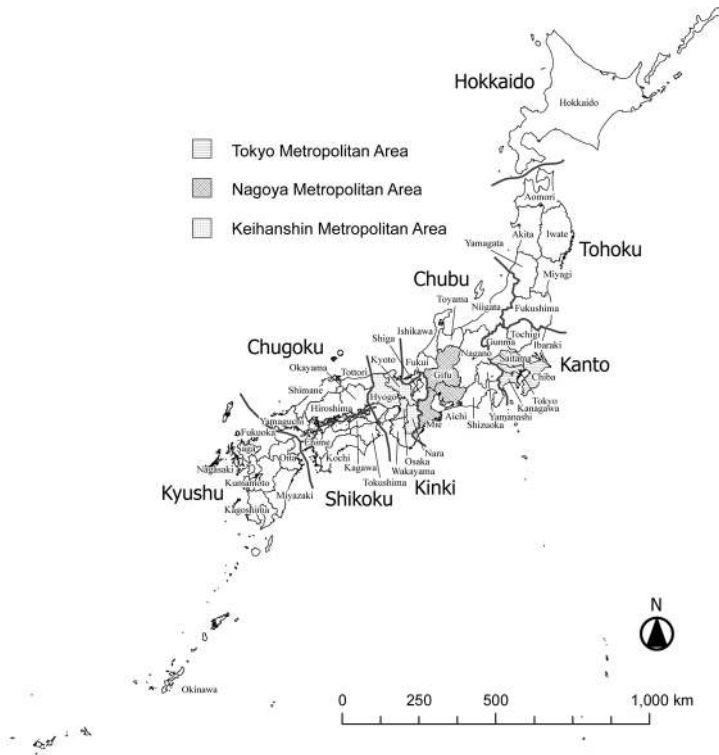 Hokkaido
Hokkaido
Tokyo Metropolitan Area
Nagoya Metropolitan Area
Keihanshin Metropolitan Area
Aomori
Akita
Iwate
Tohoku
Yamagata
Miyagi
Chubu
Toyama
Niigata
Fukushima
Ishikawa
Tochigi
Shiga
Gunma
Ibaraki
Chugoku
Kyoto
Fukui
Nagano
Saitama
Kanto
Okayama
Tottori
Gifu
Chiba
Shimane
Hyogo
Tokyo
Hiroshima
Kanagawa
Yamaguchi
Mie
Aichi
Yamanashi
Shizuoka
Fukuoka
Ehime
Nara
Saga
Oita
Kochi
Osaka
Nagasaki
Kagawa
Wakayama
Kumamoto
Tokushima
Kinki
Kyushu
Miyazaki
Shikoku
Kagoshima
N
Okinawa
0 250 500 1,000 km